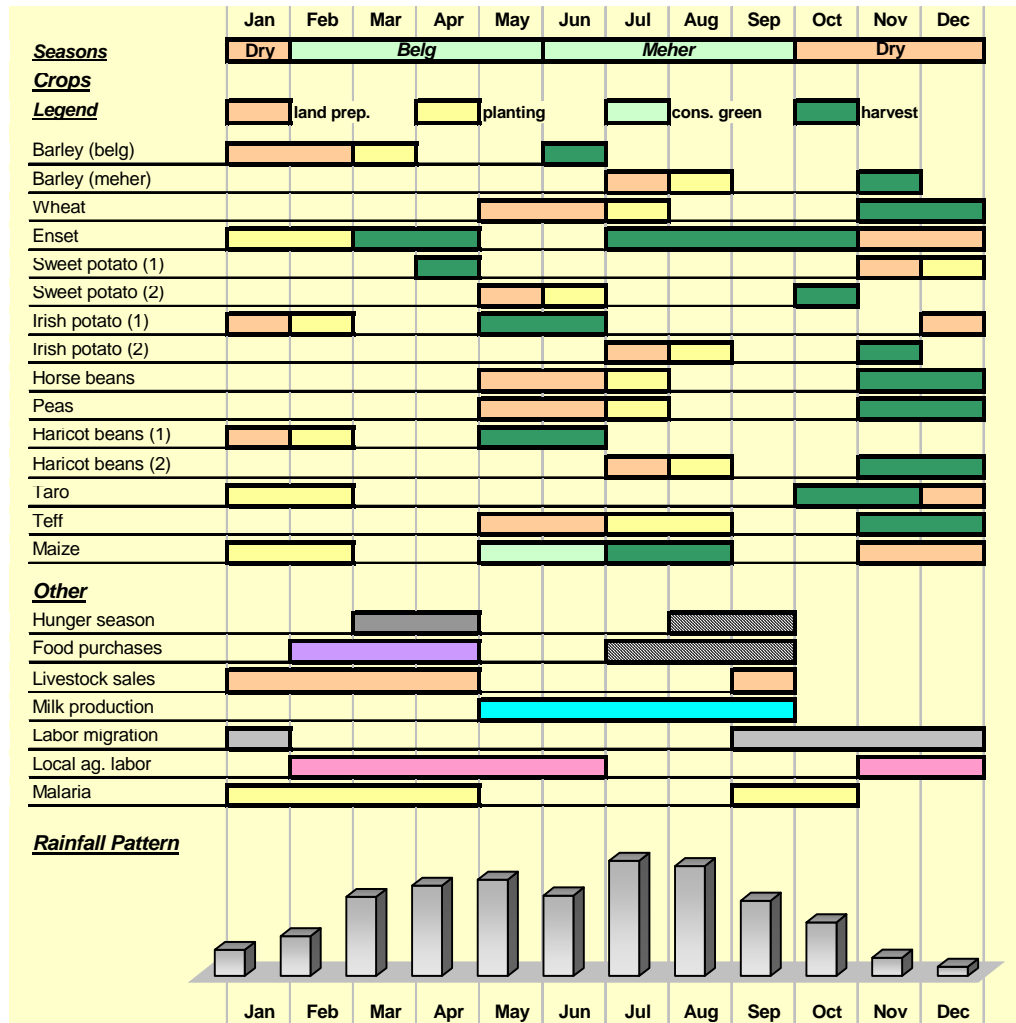 Jan Feb Mar Apr May Jun Jul Aug Sep Oct Nov Dec
Seasons Dry Belg Meher Dry
Crops
Legend land prep. planting cons. green harvest
Barley (belg)
Barley (meher)
Wheat
Enset
Sweet potato (1)
Sweet potato (2)
Irish potato (1)
Irish potato (2)
Horse beans
Peas
Haricot beans (1)
Haricot beans (2)
Taro
Teff
Maize
Other
Hunger season
Food purchases
Livestock sales
Milk production
Labor migration
Local ag. labor
Malaria
Rainfall Pattern
Jan Feb Mar Apr May Jun Jul Aug Sep Oct Nov Dec